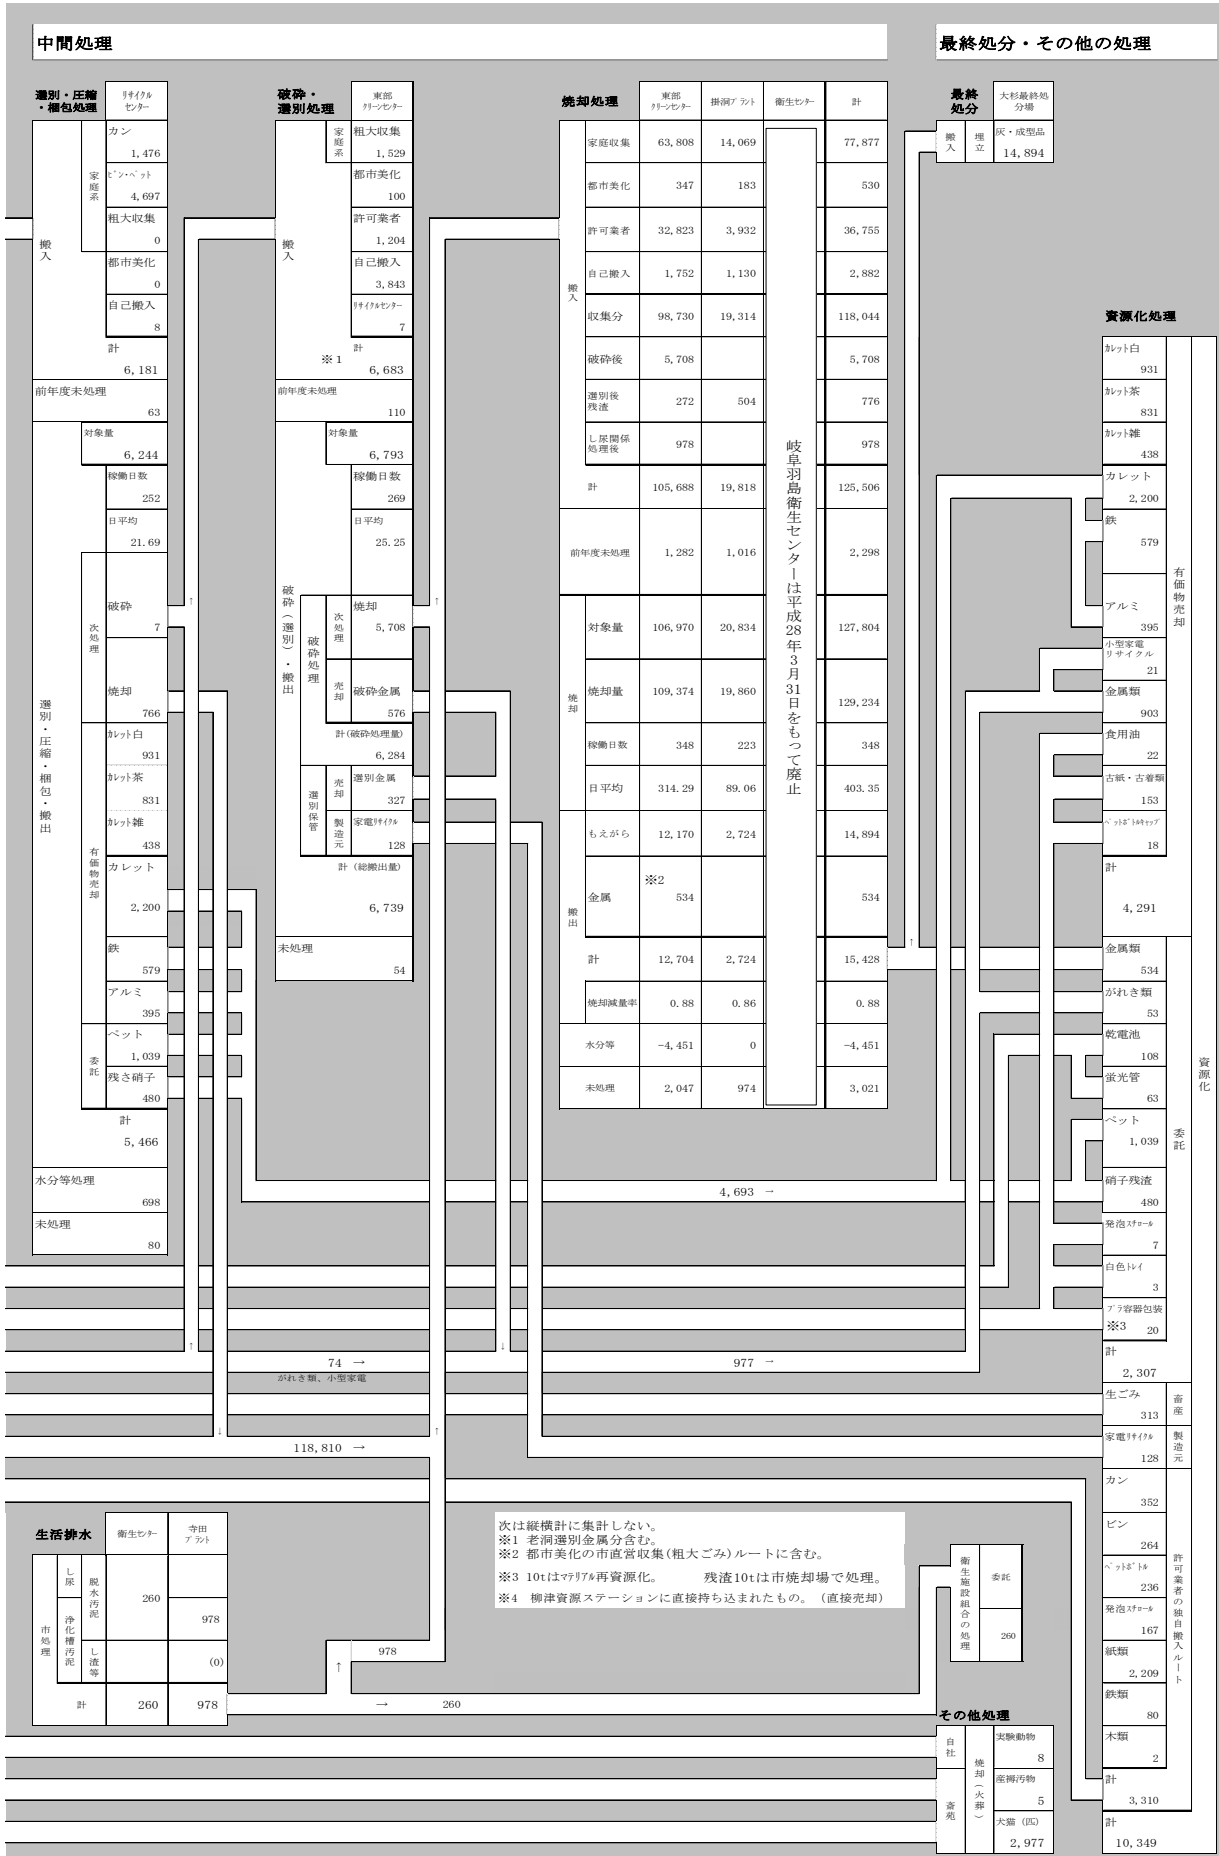 中間処理
最終処分・その他の処理
選別・圧縮・梱包処理
リサイクルセンター
搬入
家庭系
カン
1,476
ビン・ペット
4,697
粗大収集
0
都市美化
0
自己搬入
8
計
6,181
前年度未処理
63
選別・圧縮・梱包・搬出
対象量
6,244
稼働日数
252
日平均
21.69
次処理
破砕
7
焼却
766
有価物売却
カレット白
931
カレット茶
831
カレット雑
438
カレット
2,200
鉄
579
アルミ
395
委託
ペット
1,039
残さ硝子
480
計
5,466
水分等処理
698
未処理
80
破砕・選別処理
東部クリーンセンター
搬入
家庭系
粗大収集
1,529
都市美化
100
許可業者
1,204
自己搬入
3,843
リサイクルセンター
7
※1
計
6,683
前年度未処理
110
破砕(選別)・搬出
対象量
6,793
稼働日数
269
日平均
25.25
破砕処理
次処理
焼却
5,708
売却
破砕金属
576
計(破砕処理量)
6,284
選別保管
売却
選別金属
327
製造元
家電リサイクル
128
計(総搬出量)
6,739
未処理
54
焼却処理
東部クリーンセンター 掛洞プラント 衛生センター 計
搬入
家庭収集 63,808 14,069 77,877
都市美化 347 183 530
許可業者 32,823 3,932 36,755
自己搬入 1,752 1,130 2,882
収集分 98,730 19,314 118,044
破砕後 5,708 5,708
選別後残渣 272 504 776
し尿関係処理後 978 978
計 105,688 19,818 125,506
前年度未処理 1,282 1,016 2,298
焼却
対象量 106,970 20,834 127,804
焼却量 109,374 19,860 129,234
稼働日数 348 223 348
日平均 314.29 89.06 403.35
搬出
もえがら 12,170 2,724 14,894
金属 ※2 534 534
計 12,704 2,724 15,428
焼却減量率 0.88 0.86 0.88
水分等 -4,451 0 -4,451
未処理 2,047 974 3,021
岐阜羽島衛生センターは平成28年3月31日をもって廃止
最終処分
大杉最終処分場
搬入
埋立
灰・成型品
14,894
資源化処理
資源化
有価物売却
カレット白
931
カレット茶
831
カレット雑
438
カレット
2,200
鉄
579
アルミ
395
小型家電リサイクル
21
金属類
903
食用油
22
古紙・古着類
153
ペットボトルキャップ
18
計
4,291
委託
金属類
534
がれき類
53
乾電池
108
蛍光管
63
ペット
1,039
硝子残渣
480
発泡スチロール
7
白色トレイ
3
プラ容器包装
※3 20
計
2,307
生ごみ
313
畜産
家電リサイクル
128
製造元
許可業者の独自搬入ルート
カン
352
ビン
264
ペットボトル
236
発泡スチロール
167
紙類
2,209
鉄類
80
木類
2
計
3,310
計
10,349
4,693 →
74 →
がれき類、小型家電
977 →
118,810 →
↑
↑
↑
↑
↓
↓
↑
生活排水
衛生センター
寺田プラント
市処理
し尿
浄化槽汚泥
脱水汚泥
260
978
し渣等
(0)
計 260 978
978
↑
→ 260
次は縦横計に集計しない。
※1 老洞選別金属分含む。
※2 都市美化の市直営収集(粗大ごみ)ルートに含む。
※3 10tはマテリアル再資源化。 残渣10tは市焼却場で処理。
※4 柳津資源ステーションに直接持ち込まれたもの。(直接売却)
衛生施設組合の処理
委託
260
その他処理
自社
斎苑
焼却(火葬)
実験動物
8
産褥汚物
5
犬猫(匹)
2,977